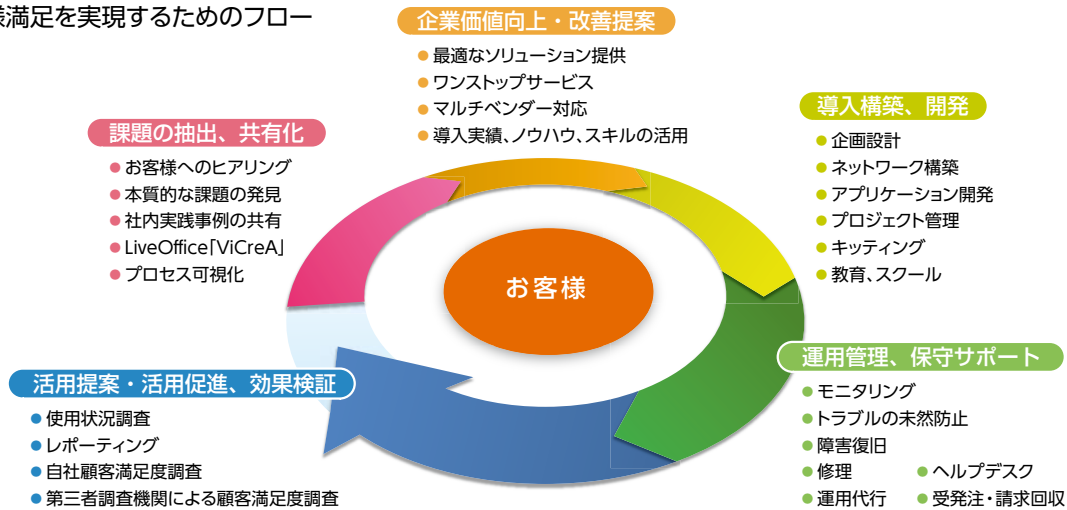 様満足を実現するためのフロー
企業価値向上・改善提案
● 最適なソリューション提供
● ワンストップサービス
● マルチベンダー対応
● 導入実績、ノウハウ、スキルの活用
課題の抽出、共有化
● お客様へのヒアリング
● 本質的な課題の発見
● 社内実践事例の共有
● LiveOffice「ViCreA」
● プロセス可視化
導入構築、開発
● 企画設計
● ネットワーク構築
● アプリケーション開発
● プロジェクト管理
● キッティング
● 教育、スクール
お客様
運用管理、保守サポート
● モニタリング
● トラブルの未然防止
● 障害復旧
● 修理 ● ヘルプデスク
● 運用代行 ● 受発注・請求回収
活用提案・活用促進、効果検証
● 使用状況調査
● レポーティング
● 自社顧客満足度調査
● 第三者調査機関による顧客満足度調査